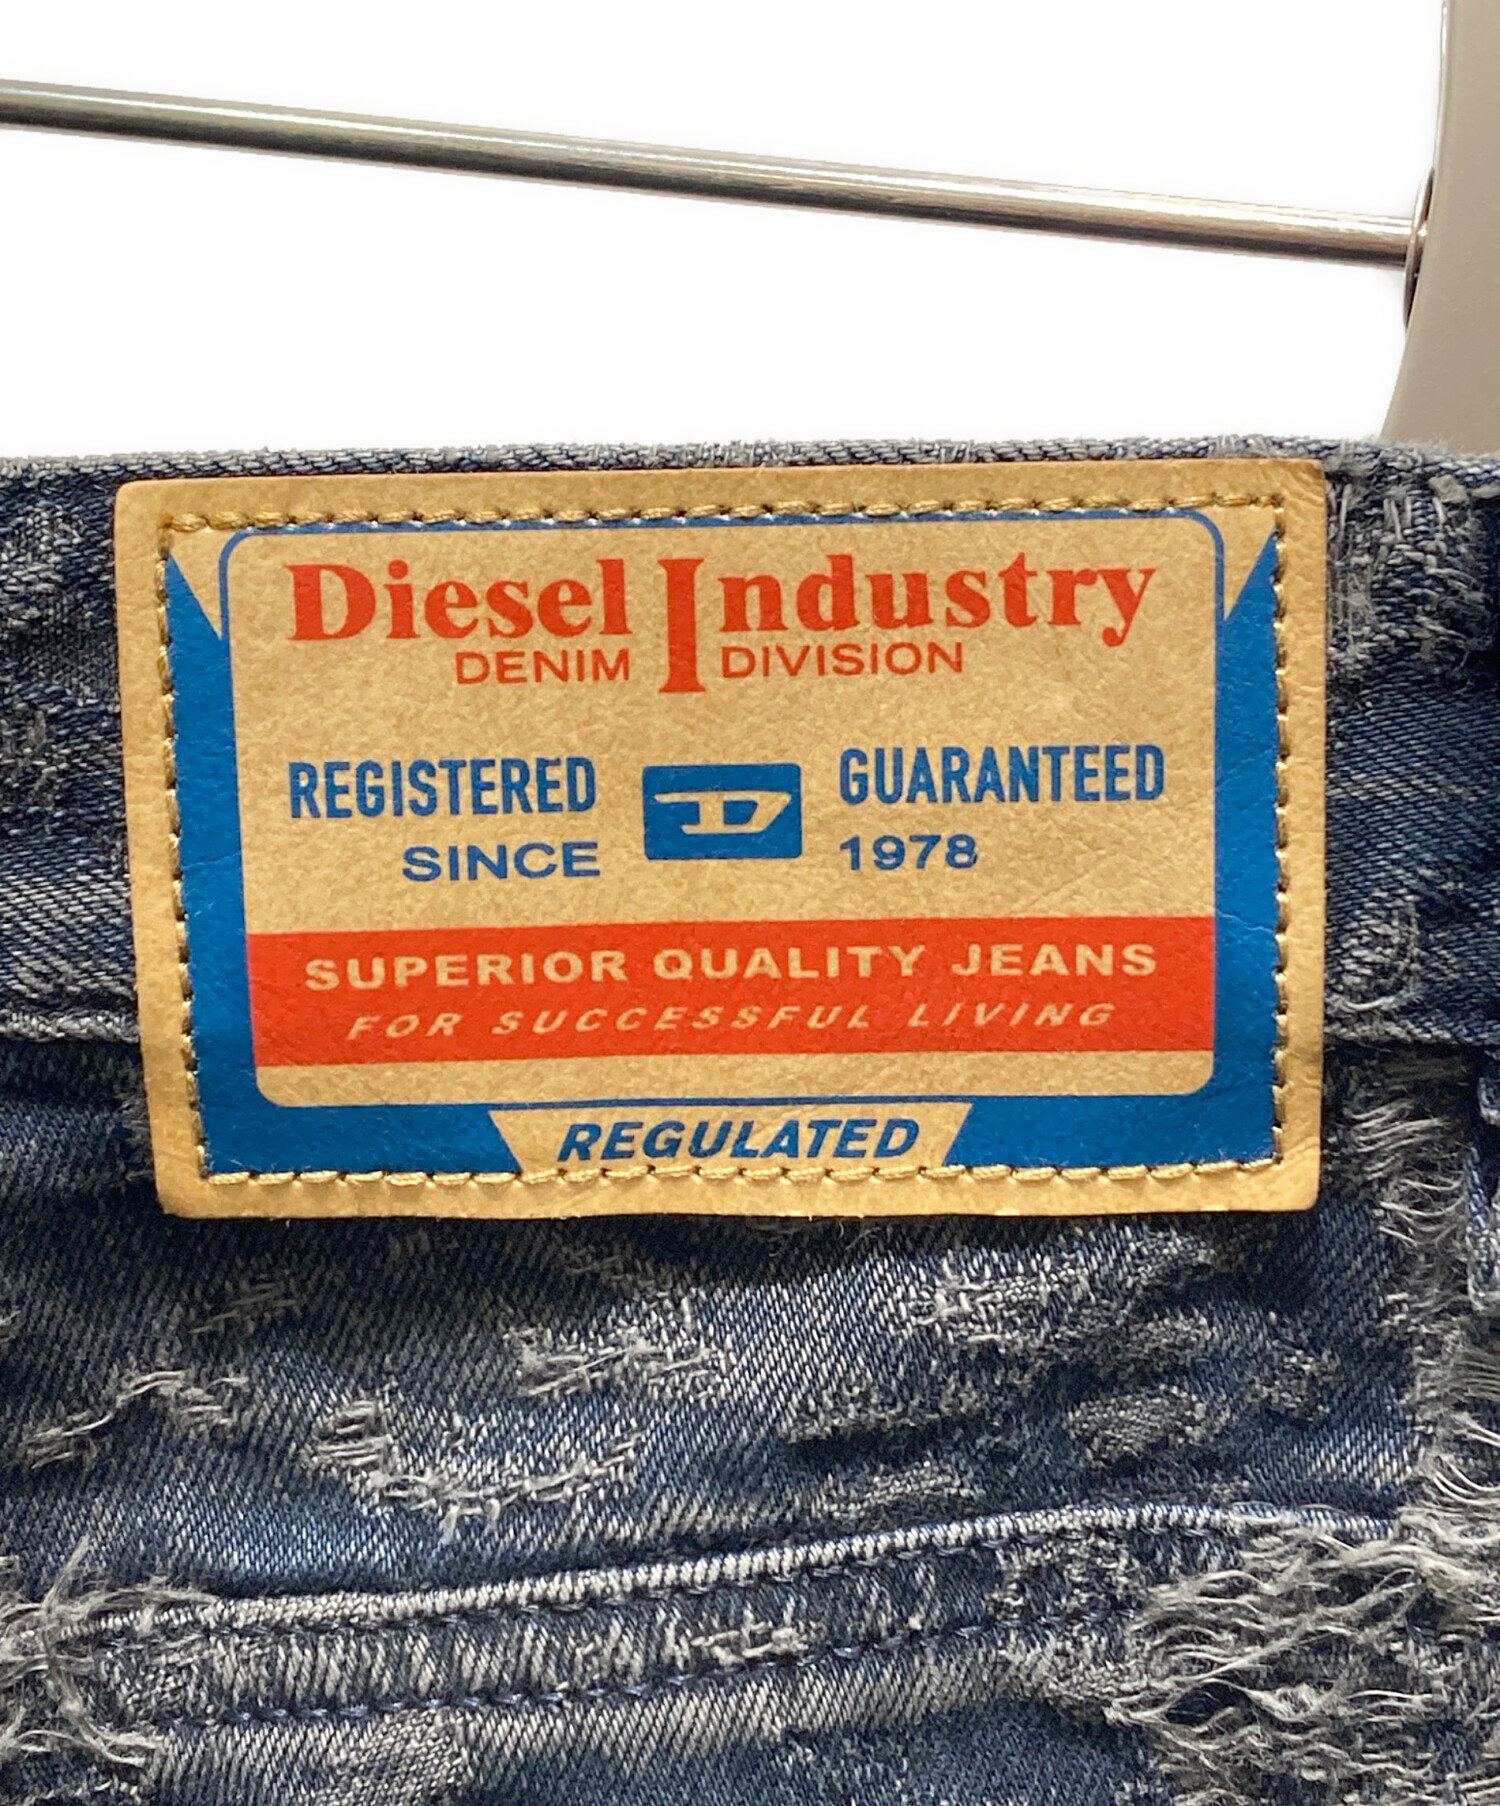 Diesel Industry
DENIM DIVISION
REGISTERED D GUARANTEED
SINCE 1978
SUPERIOR QUALITY JEANS
FOR SUCCESSFUL LIVING
REGULATED